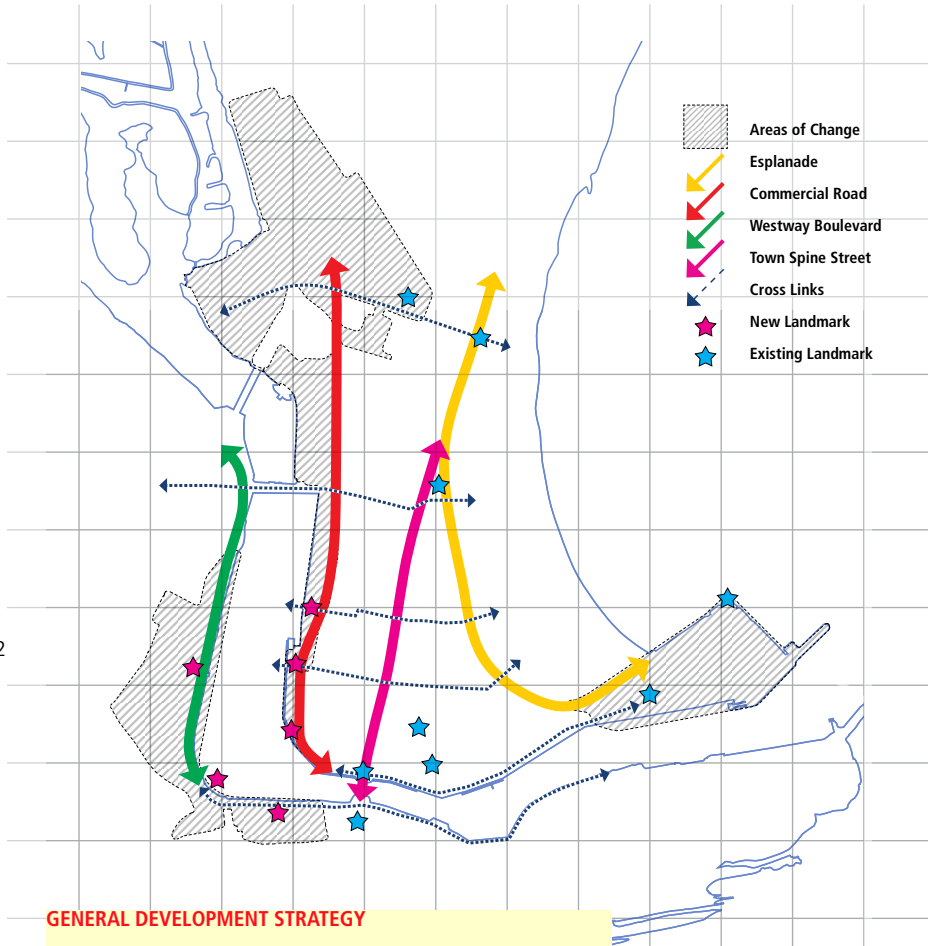 Areas of Change
Esplanade
Commercial Road
Westway Boulevard
Town Spine Street
Cross Links
New Landmark
Existing Landmark
2
GENERAL DEVELOPMENT STRATEGY